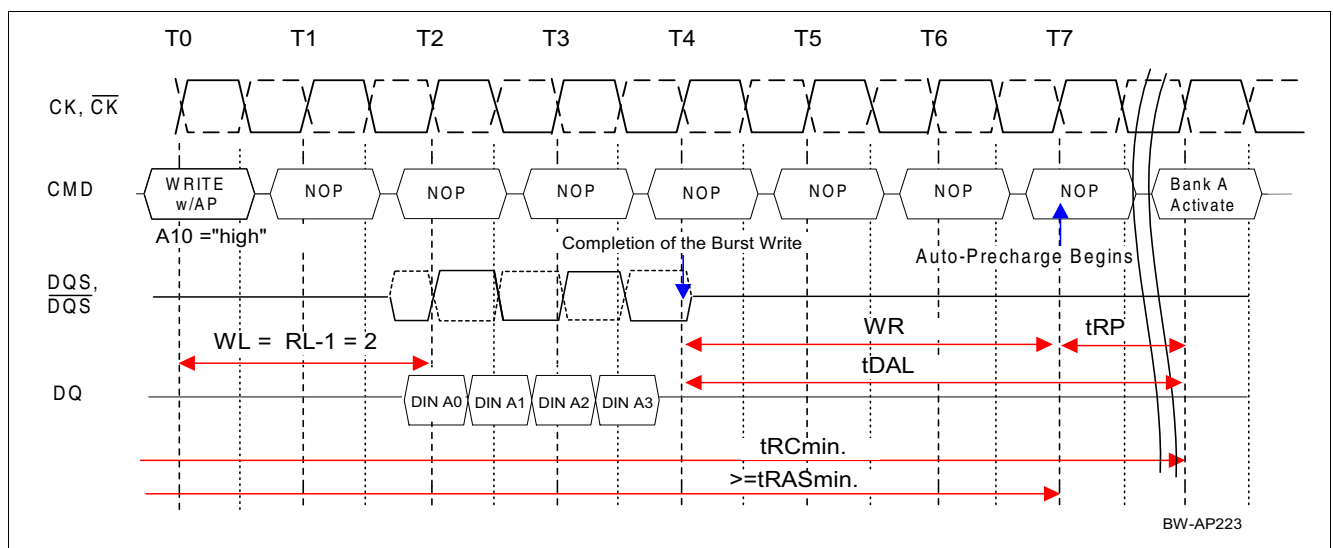 T0 T1 T2 T3 T4 T5 T6 T7
CK, CK
CMD
WRITE w/AP
NOP
NOP
NOP
NOP
NOP
NOP
NOP
Bank A Activate
A10 ="high"
Completion of the Burst Write
Auto-Precharge Begins
DQS,
DQS
WL = RL-1 = 2
WR
tRP
tDAL
DQ
DIN A0 DIN A1 DIN A2 DIN A3
tRCmin.
>=tRASmin.
BW-AP223